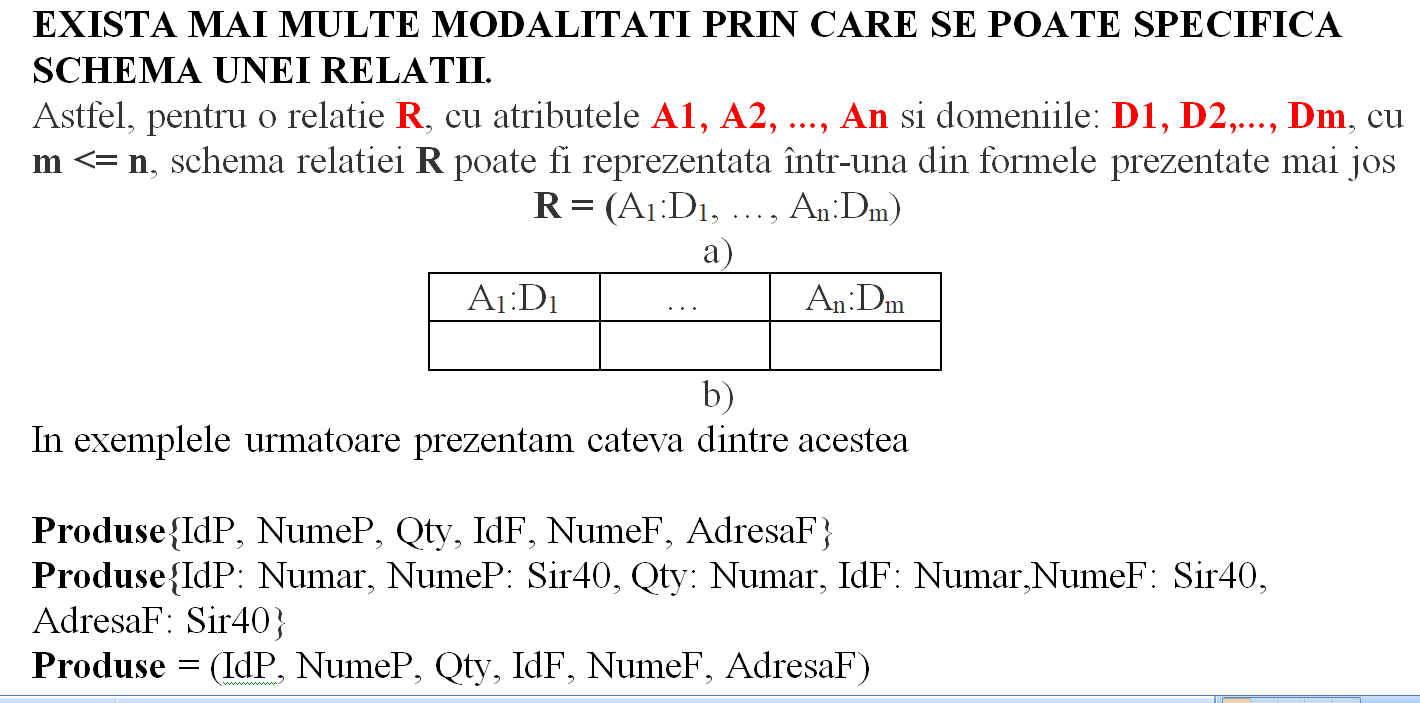 EXISTA MAI MULTE MODALITATI PRIN CARE SE POATE SPECIFICA
SCHEMA UNEI RELATII.
Astfel, pentru o relatie R, cu atributele A1, A2, ..., An si domeniile: D1, D2,..., Dm, cu
m <= n, schema relatiei R poate fi reprezentata într-una din formele prezentate mai jos
R = (A1:D1, …, An:Dm)
a)
A1:D1 … An:Dm
b)
In exemplele urmatoare prezentam cateva dintre acestea
Produse{IdP, NumeP, Qty, IdF, NumeF, AdresaF}
Produse{IdP: Numar, NumeP: Sir40, Qty: Numar, IdF: Numar,NumeF: Sir40,
AdresaF: Sir40}
Produse = (IdP, NumeP, Qty, IdF, NumeF, AdresaF)